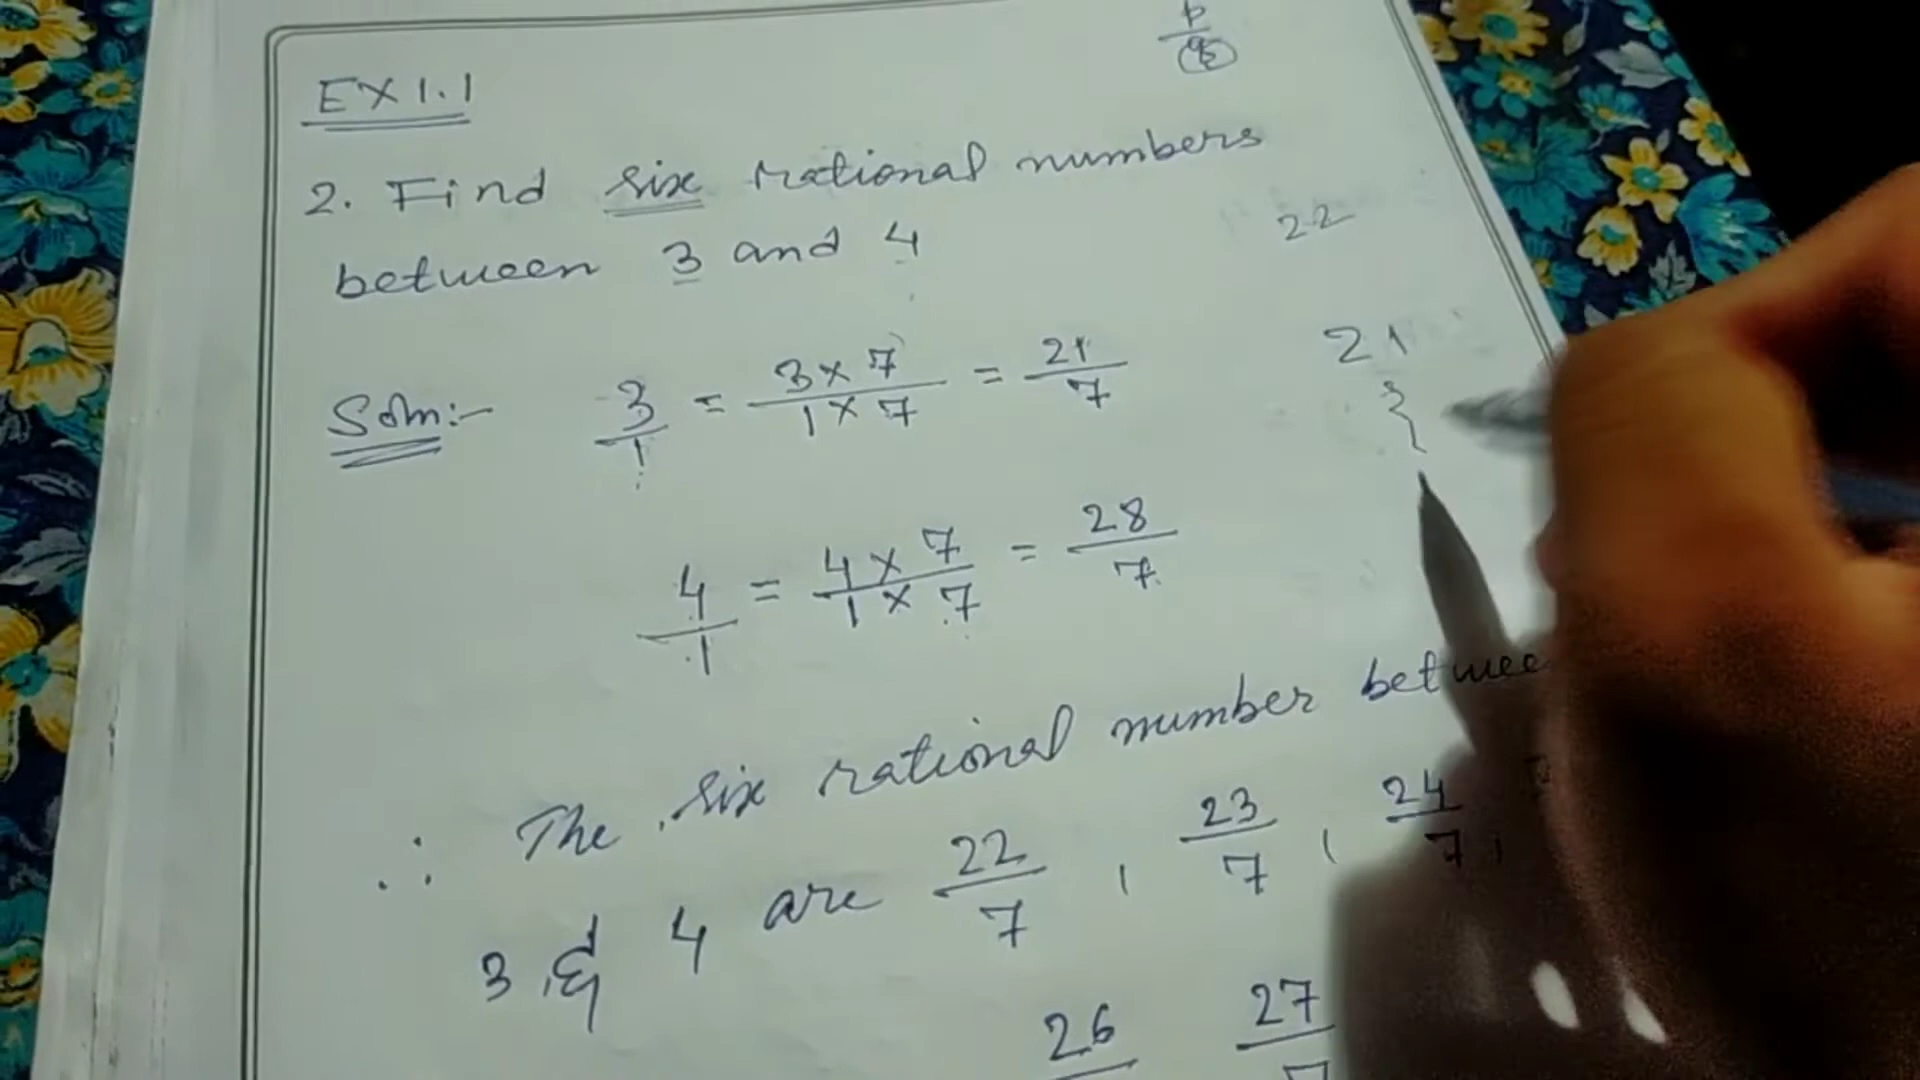 p/q
EX 1.1
2. Find six rational numbers
between 3 and 4
22
Soln:- 3/1 = 3 x 7 / 1 x 7 = 21/7
21
4/1 = 4 x 7 / 1 x 7 = 28/7
∴ The six rational number
3 & 4 are 22/7 , 23/7 , 24/7,
26 27